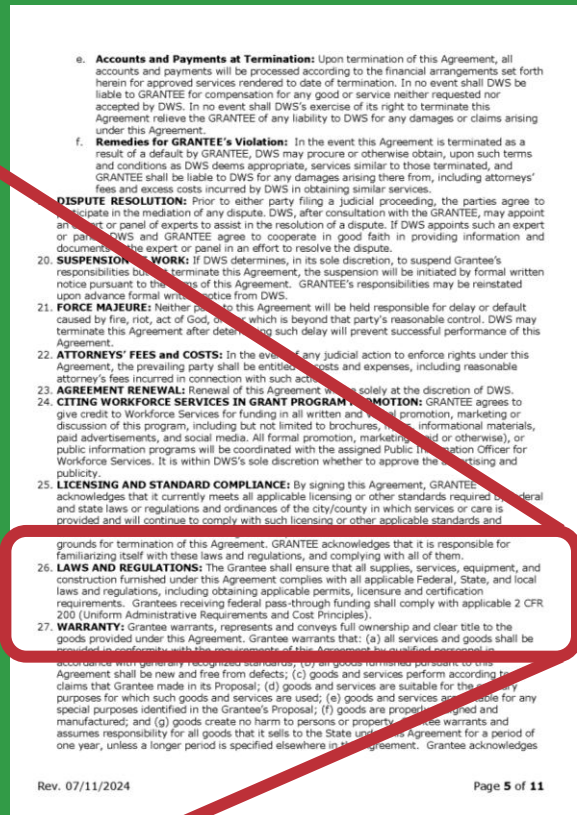 e. Accounts and Payments at Termination: Upon termination of this Agreement, all
accounts and payments will be processed according to the financial arrangements set forth
herein for approved services rendered to date of termination. In no event shall DWS be
liable to GRANTEE for compensation for any good or service neither requested nor
accepted by DWS. In no event shall DWS's exercise of its right to terminate this
Agreement relieve the GRANTEE of any liability to DWS for any damages or claims arising
under this Agreement.
f. Remedies for GRANTEE's Violation: In the event this Agreement is terminated as a
result of a default by GRANTEE, DWS may procure or otherwise obtain, upon such terms
and conditions as DWS deems appropriate, services similar to those terminated, and
GRANTEE shall be liable to DWS for any damages arising there from, including attorneys'
fees and excess costs incurred by DWS in obtaining similar services.
DISPUTE RESOLUTION: Prior to either party filing a judicial proceeding, the parties agree to
participate in the mediation of any dispute. DWS, after consultation with the GRANTEE, may appoint
an expert or panel of experts to assist in the resolution of a dispute. If DWS appoints such an expert
or panel, DWS and GRANTEE agree to cooperate in good faith in providing information and
documents to the expert or panel in an effort to resolve the dispute.
20. SUSPENSION OF WORK: If DWS determines, in its sole discretion, to suspend Grantee's
responsibilities but not terminate this Agreement, the suspension will be initiated by formal written
notice pursuant to the terms of this Agreement. GRANTEE's responsibilities may be reinstated
upon advance formal written notice from DWS.
21. FORCE MAJEURE: Neither party to this Agreement will be held responsible for delay or default
caused by fire, riot, act of God, or war which is beyond that party's reasonable control. DWS may
terminate this Agreement after determining such delay will prevent successful performance of this
Agreement.
22. ATTORNEYS' FEES and COSTS: In the event of any judicial action to enforce rights under this
Agreement, the prevailing party shall be entitled costs and expenses, including reasonable
attorney's fees incurred in connection with such action.
23. AGREEMENT RENEWAL: Renewal of this Agreement will be solely at the discretion of DWS.
24. CITING WORKFORCE SERVICES IN GRANT PROGRAM PROMOTION: GRANTEE agrees to
give credit to Workforce Services for funding in all written and verbal promotion, marketing or
discussion of this program, including but not limited to brochures, informational materials,
paid advertisements, and social media. All formal promotion, marketing (paid or otherwise), or
public information programs will be coordinated with the assigned Public Information Officer for
Workforce Services. It is within DWS's sole discretion whether to approve the advertising and
publicity.
25. LICENSING AND STANDARD COMPLIANCE: By signing this Agreement, GRANTEE
acknowledges that it currently meets all applicable licensing or other standards required by federal
and state laws or regulations and ordinances of the city/county in which services or care is
provided and will continue to comply with such licensing or other applicable standards and
grounds for termination of this Agreement. GRANTEE acknowledges that it is responsible for
familiarizing itself with these laws and regulations, and complying with all of them.
26. LAWS AND REGULATIONS: The Grantee shall ensure that all supplies, services, equipment, and
construction furnished under this Agreement complies with all applicable Federal, State, and local
laws and regulations, including obtaining applicable permits, licensure and certification
requirements. Grantees receiving federal pass-through funding shall comply with applicable 2 CFR
200 (Uniform Administrative Requirements and Cost Principles).
27. WARRANTY: Grantee warrants, represents and conveys full ownership and clear title to the
goods provided under this Agreement. Grantee warrants that: (a) all services and goods shall be
provided in conformity with the requirements of this Agreement by qualified personnel in
accordance with generally recognized standards; (b) all goods furnished pursuant to this
Agreement shall be new and free from defects; (c) goods and services perform according to
claims that Grantee made in its Proposal; (d) goods and services are suitable for the ordinary
purposes for which such goods and services are used; (e) goods and services are suitable for any
special purposes identified in the Grantee's Proposal; (f) goods are properly designed and
manufactured; and (g) goods create no harm to persons or property. Grantee warrants and
assumes responsibility for all goods that it sells to the State under this Agreement for a period of
one year, unless a longer period is specified elsewhere in this Agreement. Grantee acknowledges
Rev. 07/11/2024
Page 5 of 11